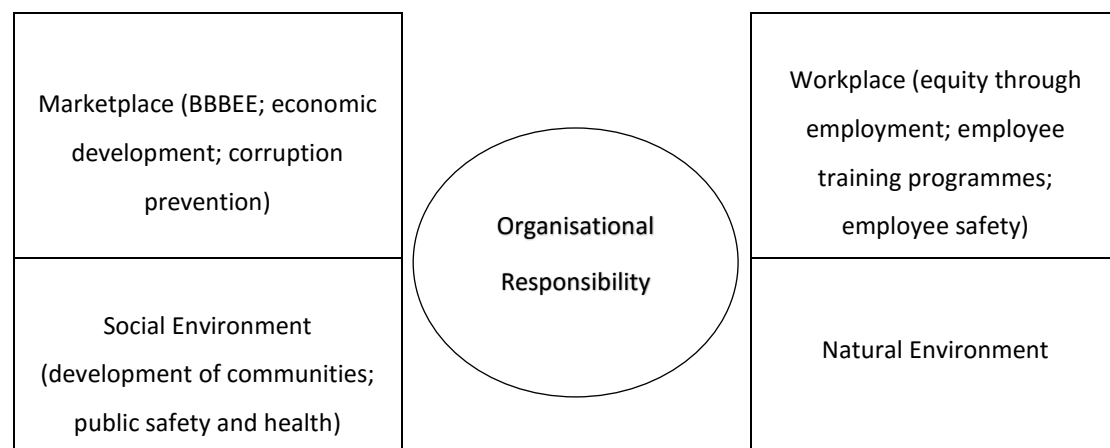 Marketplace (BBBEE; economic
development; corruption
prevention)
Workplace (equity through
employment; employee
training programmes;
employee safety)
Organisational
Responsibility
Social Environment
(development of communities;
public safety and health)
Natural Environment